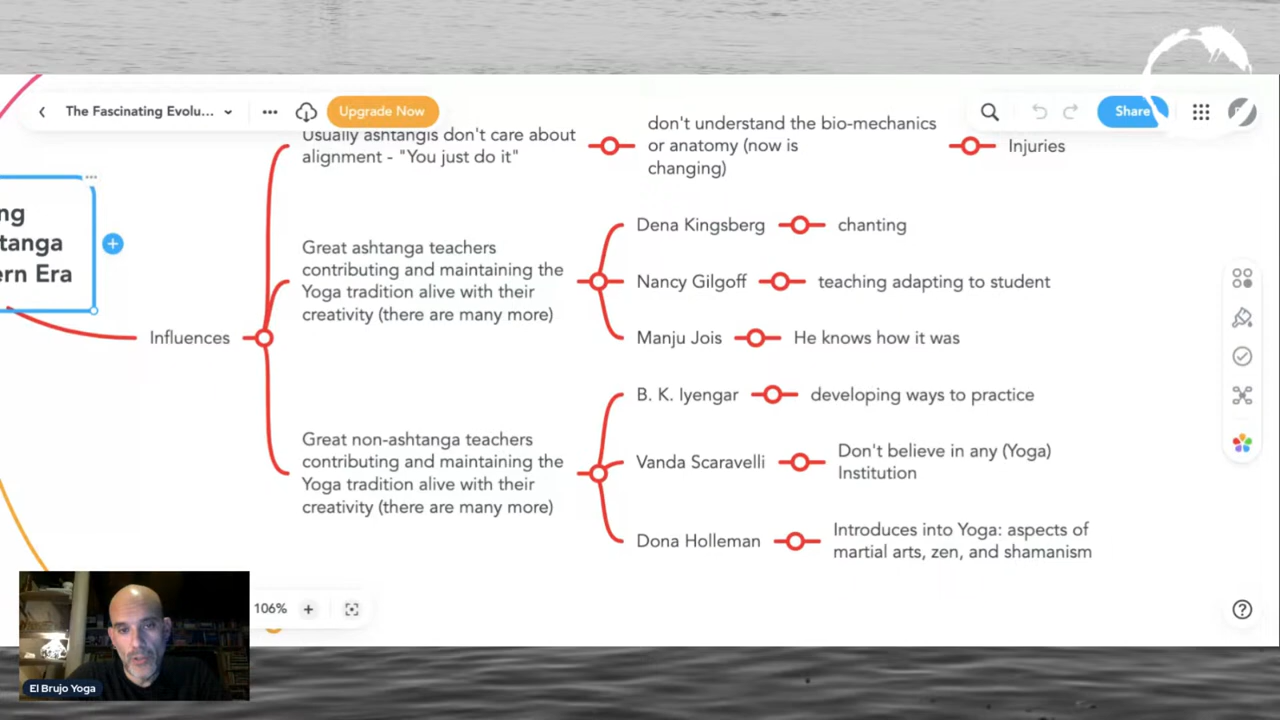 The Fascinating Evolu...
Upgrade Now
Share
ng
tanga
ern Era
Influences
Usually ashtangis don't care about
alignment - "You just do it"
don't understand the bio-mechanics
or anatomy (now is
changing)
Injuries
Great ashtanga teachers
contributing and maintaining the
Yoga tradition alive with their
creativity (there are many more)
Dena Kingsberg
chanting
Nancy Gilgoff
teaching adapting to student
Manju Jois
He knows how it was
Great non-ashtanga teachers
contributing and maintaining the
Yoga tradition alive with their
creativity (there are many more)
B. K. Iyengar
developing ways to practice
Vanda Scaravelli
Don't believe in any (Yoga)
Institution
Dona Holleman
Introduces into Yoga: aspects of
martial arts, zen, and shamanism
106%
El Brujo Yoga